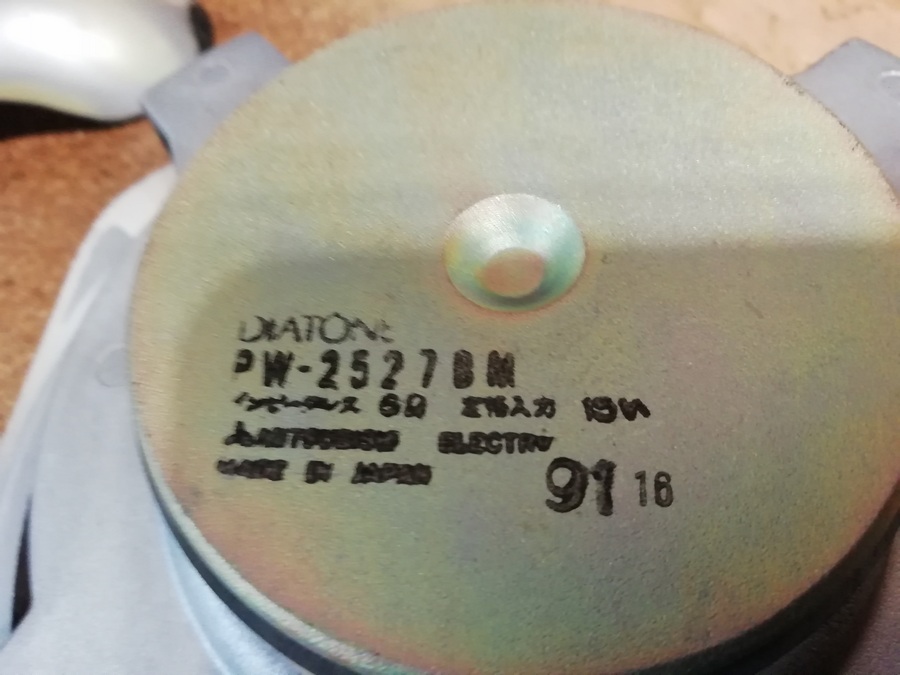 DIATONE
PW-2527BM
インピーダンス 6Ω 定格入力 15W
MITSUBISHI ELECTRIC
MADE IN JAPAN
91 16